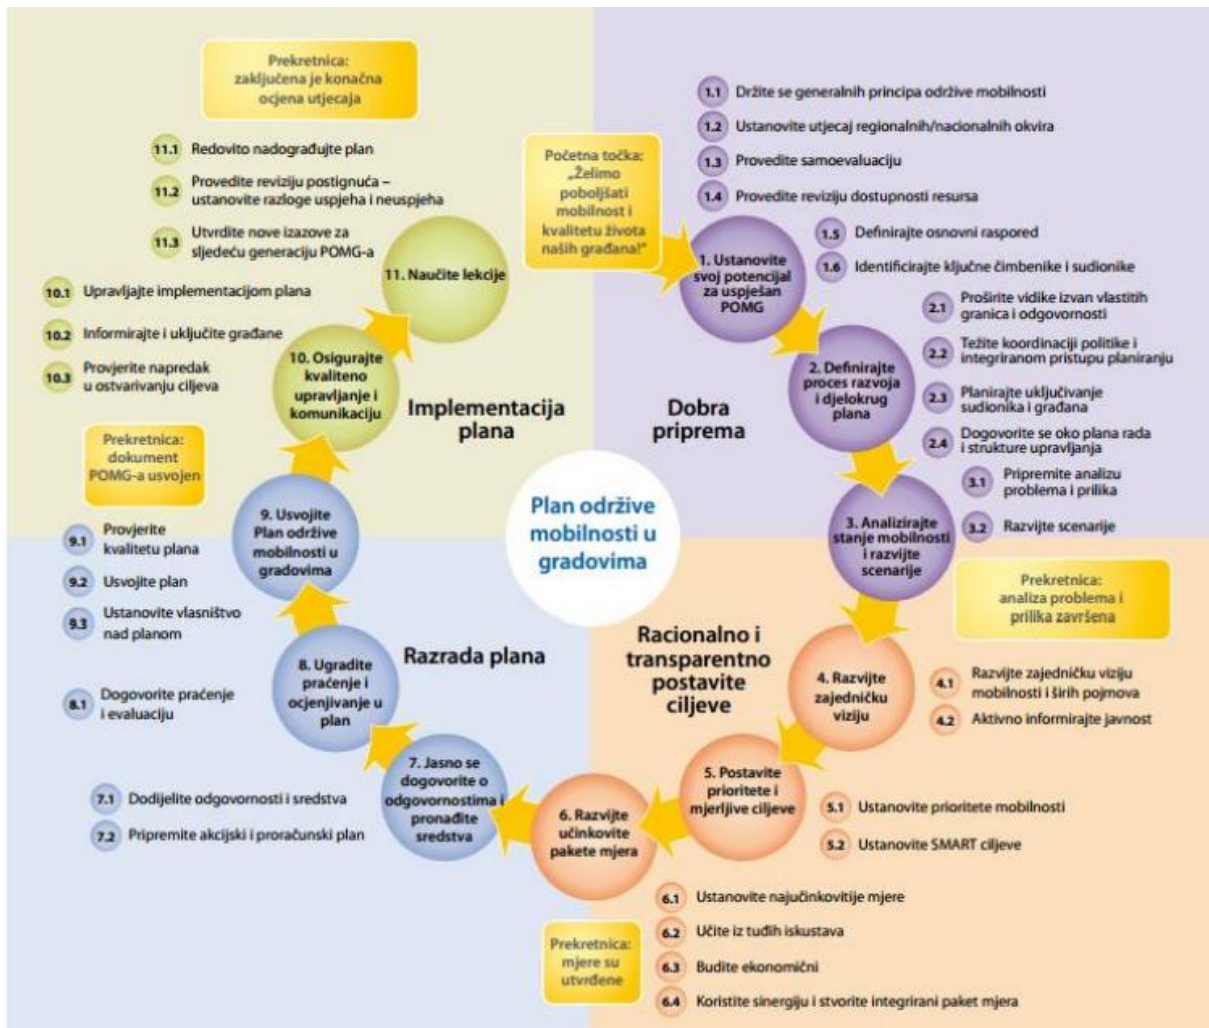 Plan održive
mobilnosti u
gradovima
Početna točka:
„Želimo
poboljšati
mobilnost i
kvalitetu života
naših građana!"
Dobra
priprema
1. Ustanovite
svoj potencijal
za uspješan
POMG
1.1 Držite se generalnih principa održive mobilnosti
1.2 Ustanovite utjecaj regionalnih/nacionalnih okvira
1.3 Provedite samoevaluaciju
1.4 Provedite reviziju dostupnosti resursa
1.5 Definirajte osnovni raspored
1.6 Identificirajte ključne čimbenike i sudionike
2. Definirajte
proces razvoja
i djelokrug
plana
2.1 Proširite vidike izvan vlastitih
granica i odgovornosti
2.2 Težite koordinaciji politike i
integriranom pristupu planiranju
2.3 Planirajte uključivanje
sudionika i građana
2.4 Dogovorite se oko plana rada
i strukture upravljanja
3. Analizirajte
stanje mobilnosti
i razvijte
scenarije
3.1 Pripremite analizu
problema i prilika
3.2 Razvijte scenarije
Prekretnica:
analiza problema i
prilika završena
Racionalno i
transparentno
postavite
ciljeve
4. Razvijte
zajedničku
viziju
4.1 Razvijte zajedničku viziju
mobilnosti i širih pojmova
4.2 Aktivno informirajte javnost
5. Postavite
prioritete i
mjerljive ciljeve
5.1 Ustanovite prioritete mobilnosti
5.2 Ustanovite SMART ciljeve
6. Razvijte
učinkovite
pakete mjera
6.1 Ustanovite najučinkovitije mjere
6.2 Učite iz tuđih iskustava
6.3 Budite ekonomični
6.4 Koristite sinergiju i stvorite integrirani paket mjera
Prekretnica:
mjere su
utvrđene
Razrada plana
7. Jasno se
dogovorite o
odgovornostima i
pronađite
sredstva
7.1 Dodijelite odgovornosti i sredstva
7.2 Pripremite akcijski i proračunski plan
8. Ugradite
praćenje i
ocjenjivanje u
plan
8.1 Dogovorite praćenje
i evaluaciju
9. Usvojite
Plan održive
mobilnosti u
gradovima
9.1 Provjerite
kvalitetu plana
9.2 Usvojite plan
9.3 Ustanovite vlasništvo
nad planom
Prekretnica:
dokument
POMG-a usvojen
Implementacija
plana
10. Osigurajte
kvaliteno
upravljanje i
komunikaciju
10.1 Upravljajte implementacijom plana
10.2 Informirajte i uključite građane
10.3 Provjerite napredak
u ostvarivanju ciljeva
11. Naučite lekcije
11.1 Redovito nadograđujte plan
11.2 Provedite reviziju postignuća –
ustanovite razloge uspjeha i neuspjeha
11.3 Utvrdite nove izazove za
sljedeću generaciju POMG-a
Prekretnica:
zaključena je konačna
ocjena utjecaja